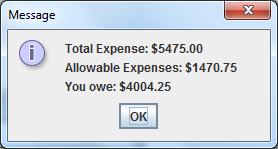 Message
Total Expense: $5475.00
Allowable Expenses: $1470.75
You owe: $4004.25
OK